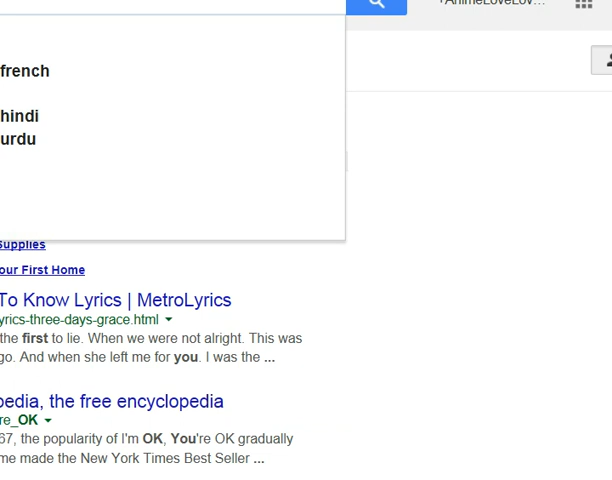 +AnimeLoveLov...
french
hindi
urdu
Supplies
our First Home
To Know Lyrics | MetroLyrics
yrics-three-days-grace.html
the first to lie. When we were not alright. This was
go. And when she left me for you. I was the ...
pedia, the free encyclopedia
re_OK
67, the popularity of I'm OK, You're OK gradually
me made the New York Times Best Seller ...